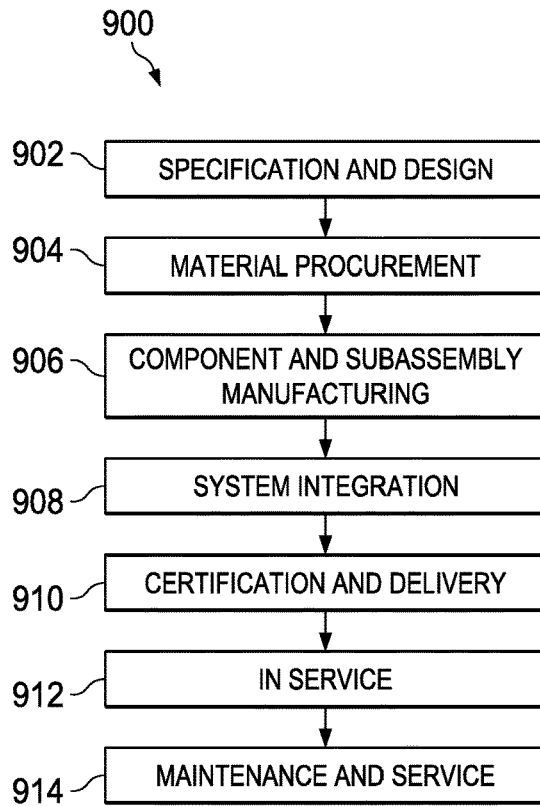 900
902
SPECIFICATION AND DESIGN
904
MATERIAL PROCUREMENT
906
COMPONENT AND SUBASSEMBLY
MANUFACTURING
908
SYSTEM INTEGRATION
910
CERTIFICATION AND DELIVERY
912
IN SERVICE
914
MAINTENANCE AND SERVICE